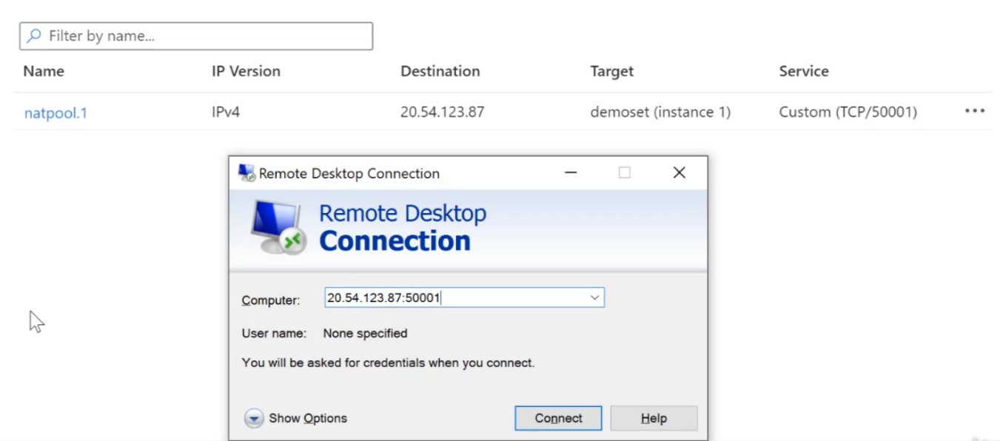 Filter by name...
Name IP Version Destination Target Service
natpool.1 IPv4 20.54.123.87 demoset (instance 1) Custom (TCP/50001) •••
Remote Desktop Connection
Remote Desktop
Connection
Computer: 20.54.123.87:50001
User name: None specified
You will be asked for credentials when you connect.
Show Options Connect Help